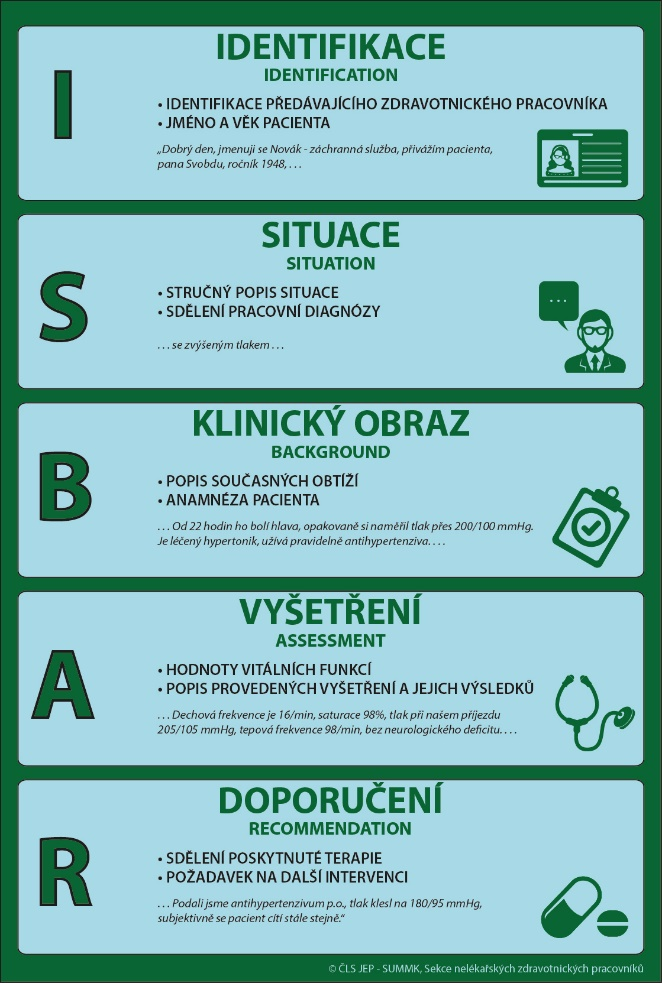 I
IDENTIFIKACE
IDENTIFICATION
• IDENTIFIKACE PŘEDÁVAJÍCÍHO ZDRAVOTNICKÉHO PRACOVNÍKA
• JMÉNO A VĚK PACIENTA
„Dobrý den, jmenuji se Novák - záchranná služba, přivážím pacienta,
pana Svobdu, ročník 1948, . . .
S
SITUACE
SITUATION
• STRUČNÝ POPIS SITUACE
• SDĚLENÍ PRACOVNÍ DIAGNÓZY
. . . se zvýšeným tlakem . . .
B
KLINICKÝ OBRAZ
BACKGROUND
• POPIS SOUČASNÝCH OBTÍŽÍ
• ANAMNÉZA PACIENTA
. . . Od 22 hodin ho bolí hlava, opakovaně si naměřil tlak přes 200/100 mmHg.
Je léčený hypertonik, užívá pravidelně antihypertenziva. . . .
A
VYŠETŘENÍ
ASSESSMENT
• HODNOTY VITÁLNÍCH FUNKCÍ
• POPIS PROVEDENÝCH VYŠETŘENÍ A JEJICH VÝSLEDKŮ
. . . Dechová frekvence je 16/min, saturace 98%, tlak při našem příjezdu
205/105 mmHg, tepová frekvence 98/min, bez neurologického deficitu. . . .
R
DOPORUČENÍ
RECOMMENDATION
• SDĚLENÍ POSKYTNUTÉ TERAPIE
• POŽADAVEK NA DALŠÍ INTERVENCI
. . . Podali jsme antihypertenzivum p.o., tlak klesl na 180/95 mmHg,
subjektivně se pacient cítí stále stejně.“
© ČLS JEP - SUMMK, Sekce nelékařských zdravotnických pracovníků